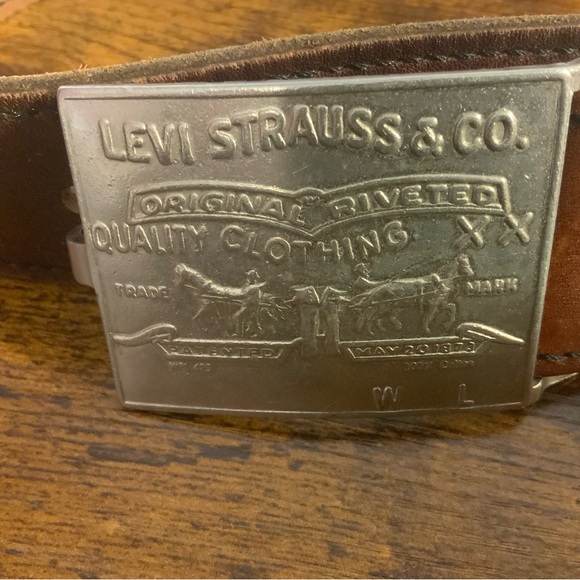 LEVI STRAUSS & CO.
ORIGINAL RIVETED
QUALITY CLOTHING XX
TRADE MARK
PATENTED MAY 20 1873
W L